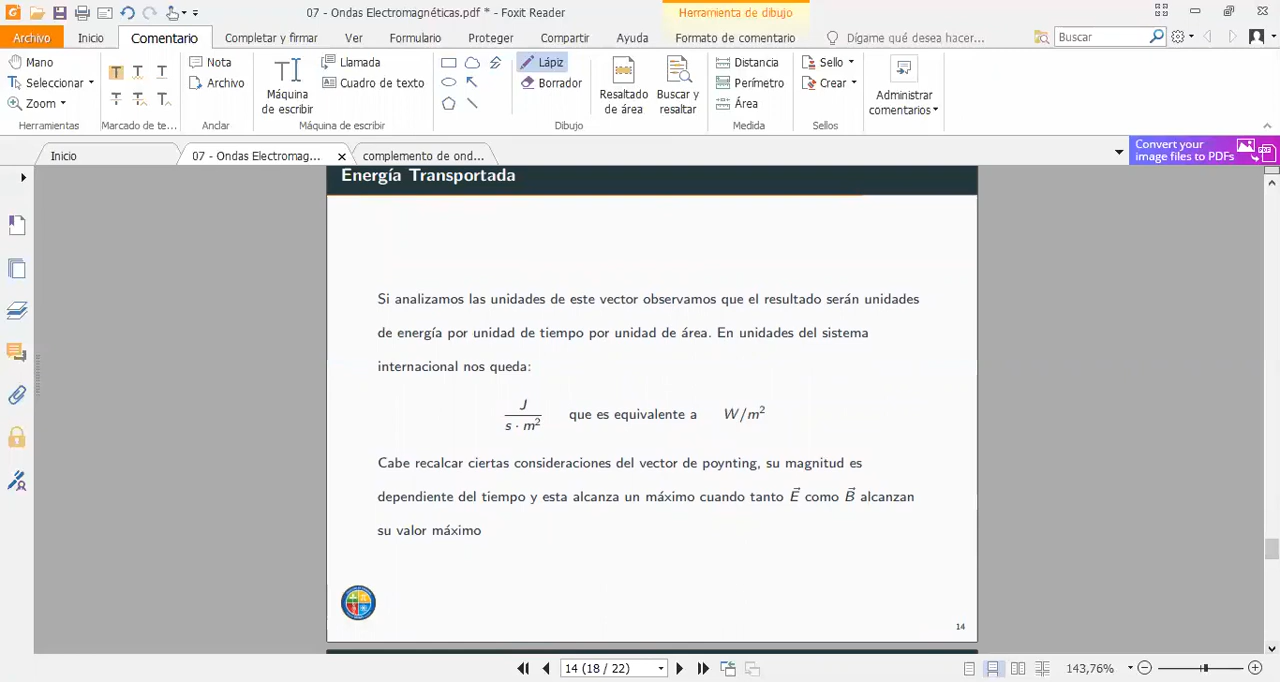 07 - Ondas Electromagnéticas.pdf * - Foxit Reader
Herramienta de dibujo
Archivo Inicio Comentario Completar y firmar Ver Formulario Proteger Compartir Ayuda Formato de comentario Dígame qué desea hacer... Buscar
Mano
Seleccionar
Zoom
Herramientas
Marcado de te...
Nota
Archivo
Anclar
Máquina de escribir
Llamada
Cuadro de texto
Máquina de escribir
Lápiz
Borrador
Dibujo
Resaltado de área
Buscar y resaltar
Distancia
Perímetro
Área
Medida
Sello
Crear
Sellos
Administrar comentarios
Inicio
07 - Ondas Electromag...
complemento de ond...
Convert your
image files to PDFs
Energía Transportada
Si analizamos las unidades de este vector observamos que el resultado serán unidades
de energía por unidad de tiempo por unidad de área. En unidades del sistema
internacional nos queda:
J / (s · m²) que es equivalente a W/m²
Cabe recalcar ciertas consideraciones del vector de poynting, su magnitud es
dependiente del tiempo y esta alcanza un máximo cuando tanto E⃗ como B⃗ alcanzan
su valor máximo
14
14 (18 / 22)
143,76%